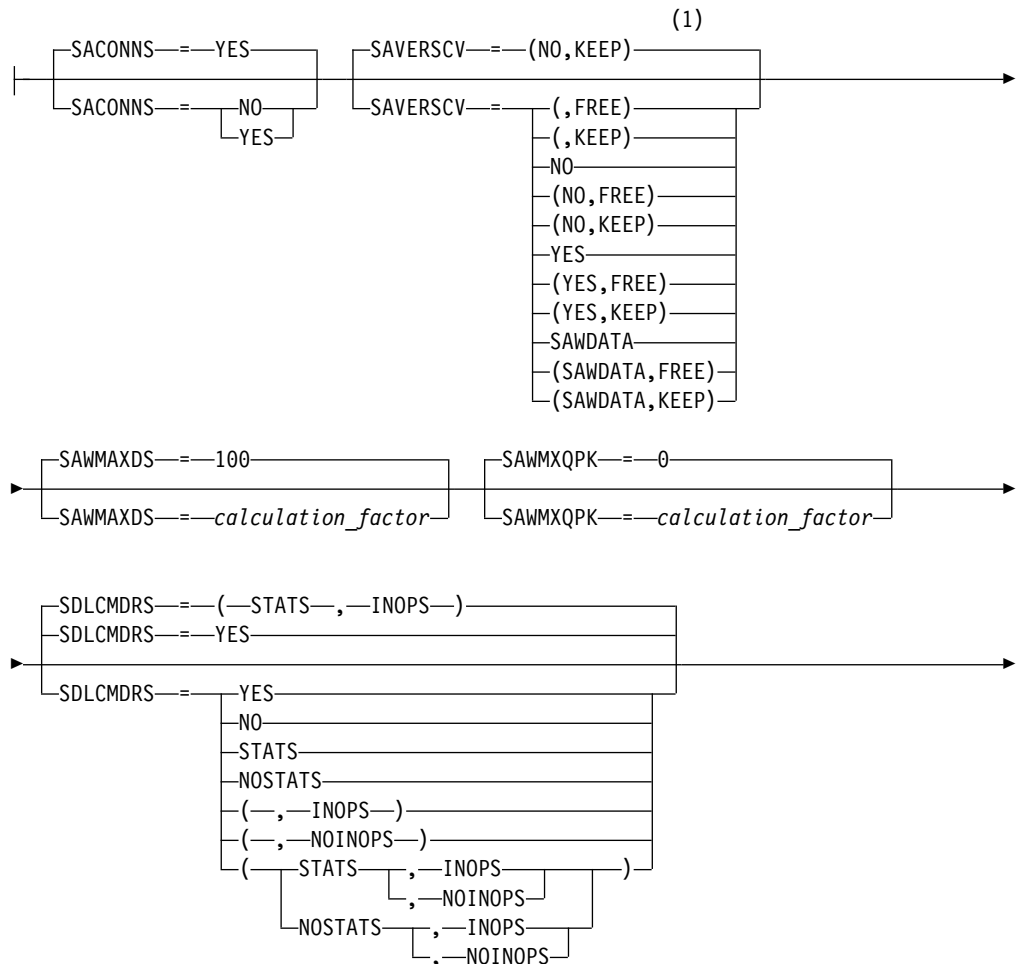 (1)
SACONNS = YES SAVERSCV = (NO,KEEP)
SACONNS = NO SAVERSCV = (,FREE)
YES (,KEEP)
NO
(NO,FREE)
(NO,KEEP)
YES
(YES,FREE)
(YES,KEEP)
SAWDATA
(SAWDATA,FREE)
(SAWDATA,KEEP)
SAWMAXDS = 100 SAWMXQPK = 0
SAWMAXDS = calculation_factor SAWMXQPK = calculation_factor
SDLCMDRS = ( STATS , INOPS )
SDLCMDRS = YES
SDLCMDRS = YES
NO
STATS
NOSTATS
( , INOPS )
( , NOINOPS )
( STATS , INOPS )
, NOINOPS
NOSTATS , INOPS
, NOINOPS